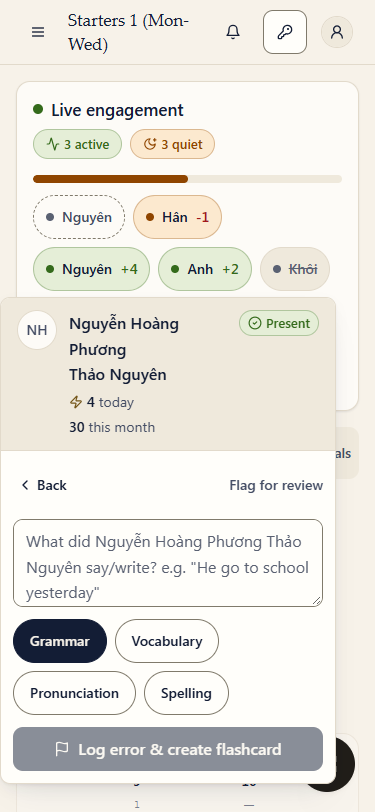 Starters 1 (Mon-
Wed)
Live engagement
3 active
3 quiet
Nguyên
Hân -1
Nguyên +4
Anh +2
Khôi
NH
Nguyễn Hoàng
Phương
Thảo Nguyên
Present
4 today
30 this month
als
Back
Flag for review
What did Nguyễn Hoàng Phương Thảo
Nguyên say/write? e.g. "He go to school
yesterday"
Grammar
Vocabulary
Pronunciation
Spelling
Log error & create flashcard
1
—